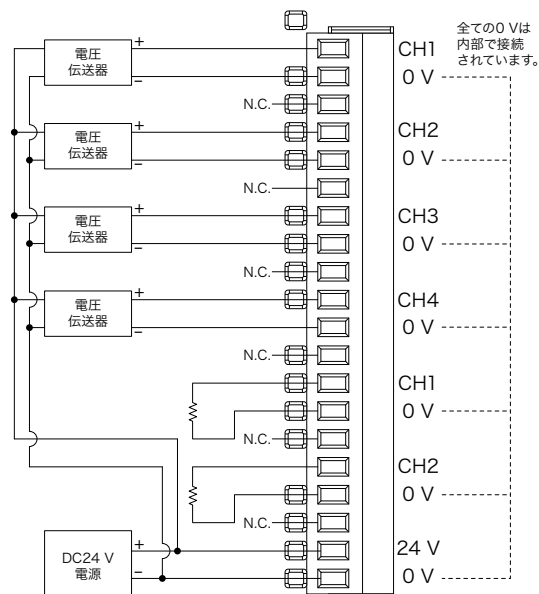 全ての0 Vは
内部で接続
されています。
電圧
伝送器
+
−
CH1
0 V
N.C.
電圧
伝送器
+
−
CH2
0 V
N.C.
電圧
伝送器
+
−
CH3
0 V
N.C.
電圧
伝送器
+
−
CH4
0 V
N.C.
CH1
0 V
N.C.
CH2
0 V
N.C.
DC24 V
電源
+
−
24 V
0 V